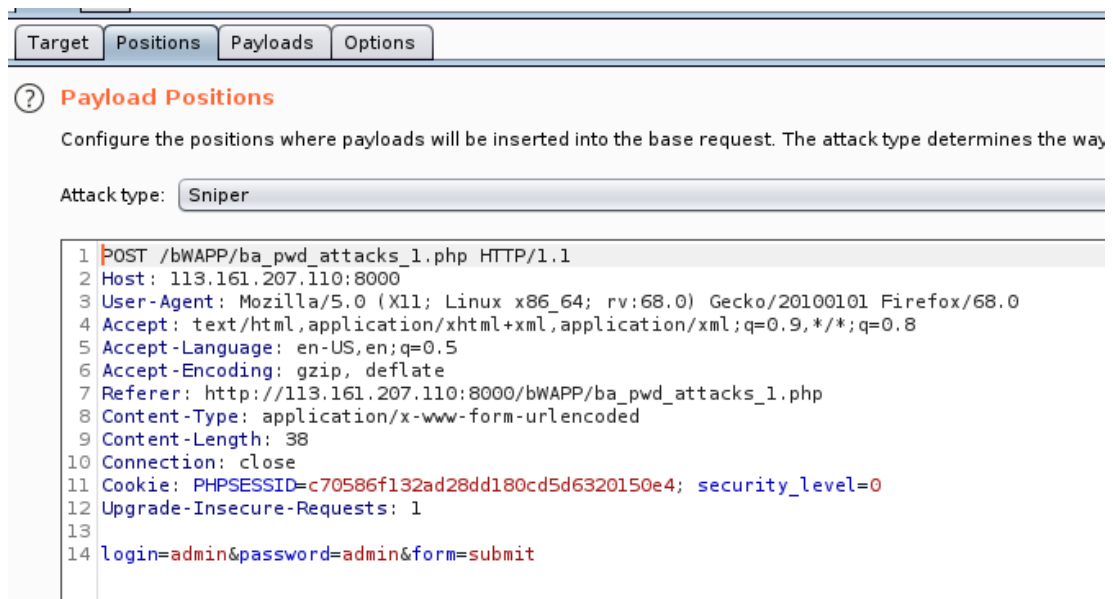 Target Positions Payloads Options
? Payload Positions
Configure the positions where payloads will be inserted into the base request. The attack type determines the way
Attack type: Sniper
1 POST /bWAPP/ba_pwd_attacks_1.php HTTP/1.1
2 Host: 113.161.207.110:8000
3 User-Agent: Mozilla/5.0 (X11; Linux x86_64; rv:68.0) Gecko/20100101 Firefox/68.0
4 Accept: text/html,application/xhtml+xml,application/xml;q=0.9,*/*;q=0.8
5 Accept-Language: en-US,en;q=0.5
6 Accept-Encoding: gzip, deflate
7 Referer: http://113.161.207.110:8000/bWAPP/ba_pwd_attacks_1.php
8 Content-Type: application/x-www-form-urlencoded
9 Content-Length: 38
10 Connection: close
11 Cookie: PHPSESSID=c70586f132ad28dd180cd5d6320150e4; security_level=0
12 Upgrade-Insecure-Requests: 1
13
14 login=admin&password=admin&form=submit